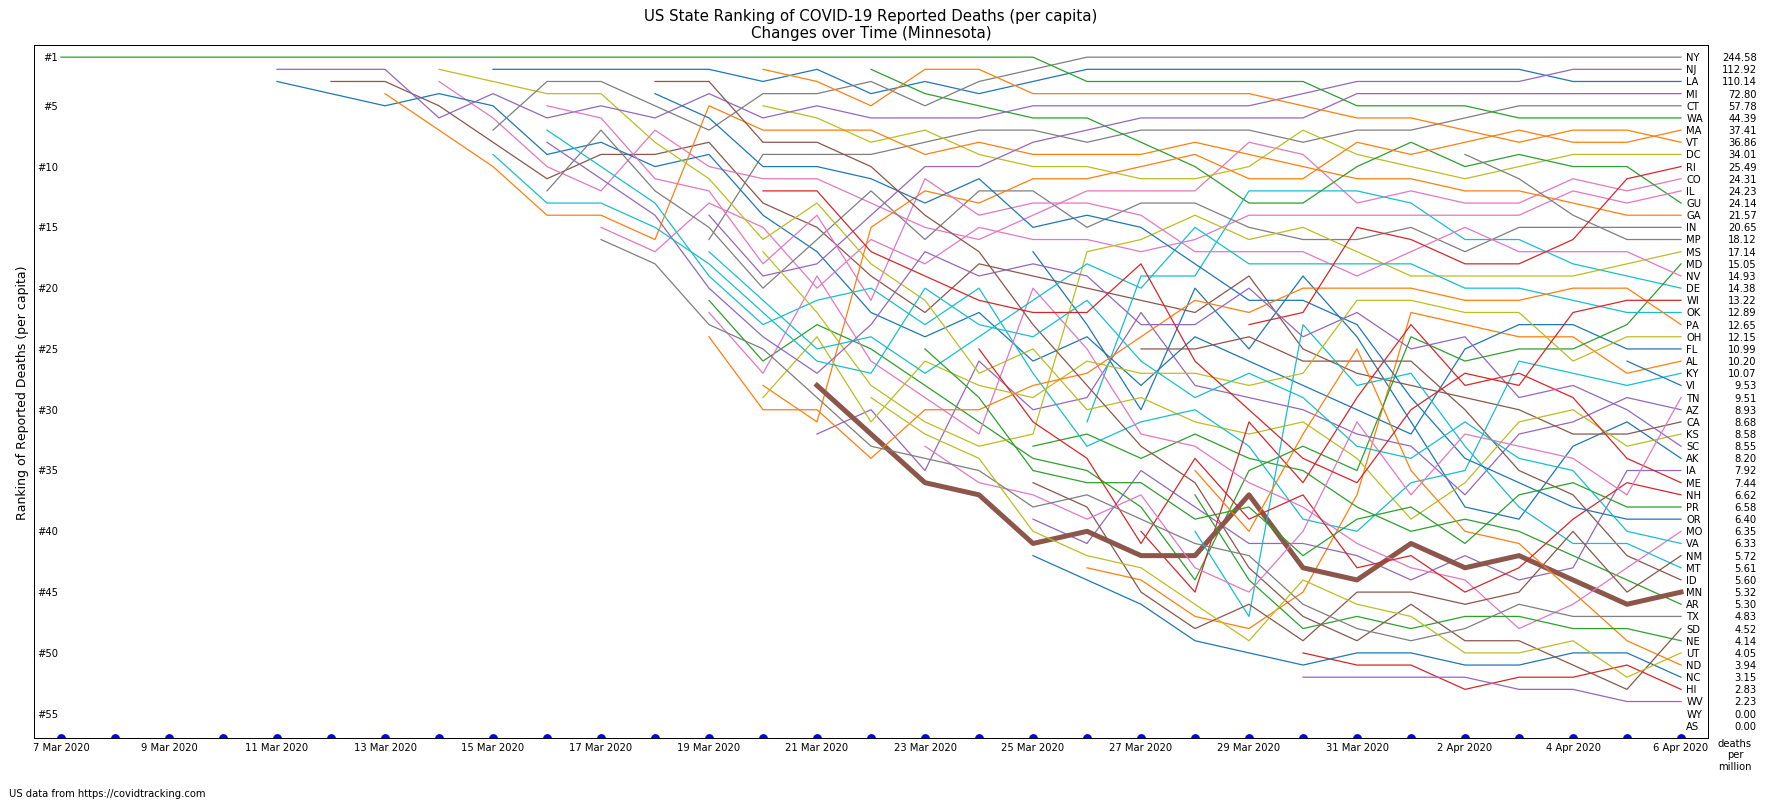 US State Ranking of COVID-19 Reported Deaths (per capita)
Changes over Time (Minnesota)
Ranking of Reported Deaths (per capita)
#1
#5
#10
#15
#20
#25
#30
#35
#40
#45
#50
#55
NY 244.58
NJ 112.92
LA 110.14
MI 72.80
CT 57.78
WA 44.39
MA 37.41
VT 36.86
DC 34.01
RI 25.49
CO 24.31
IL 24.23
GU 24.14
GA 21.57
IN 20.65
MP 18.12
MS 17.14
MD 15.05
NV 14.93
DE 14.38
WI 13.22
OK 12.89
PA 12.65
OH 12.15
FL 10.99
AL 10.20
KY 10.07
VI 9.53
TN 9.51
AZ 8.93
CA 8.68
KS 8.58
SC 8.55
AK 8.20
IA 7.92
ME 7.44
NH 6.62
PR 6.58
OR 6.40
MO 6.35
VA 6.33
NM 5.72
MT 5.61
ID 5.60
MN 5.32
AR 5.30
TX 4.83
SD 4.52
NE 4.14
UT 4.05
ND 3.94
NC 3.15
HI 2.83
WV 2.23
WY 0.00
AS 0.00
7 Mar 2020 9 Mar 2020 11 Mar 2020 13 Mar 2020 15 Mar 2020 17 Mar 2020 19 Mar 2020 21 Mar 2020 23 Mar 2020 25 Mar 2020 27 Mar 2020 29 Mar 2020 31 Mar 2020 2 Apr 2020 4 Apr 2020 6 Apr 2020
deaths
per
million
US data from https://covidtracking.com